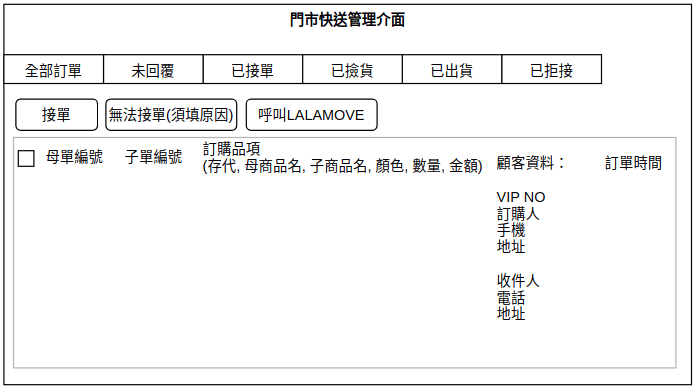 門市快送管理介面
全部訂單 未回覆 已接單 已撿貨 已出貨 已拒接
接單 無法接單(須填原因) 呼叫LALAMOVE
母單編號 子單編號 訂購品項 顧客資料： 訂單時間
(存代, 母商品名, 子商品名, 顏色, 數量, 金額)
VIP NO
訂購人
手機
地址
收件人
電話
地址